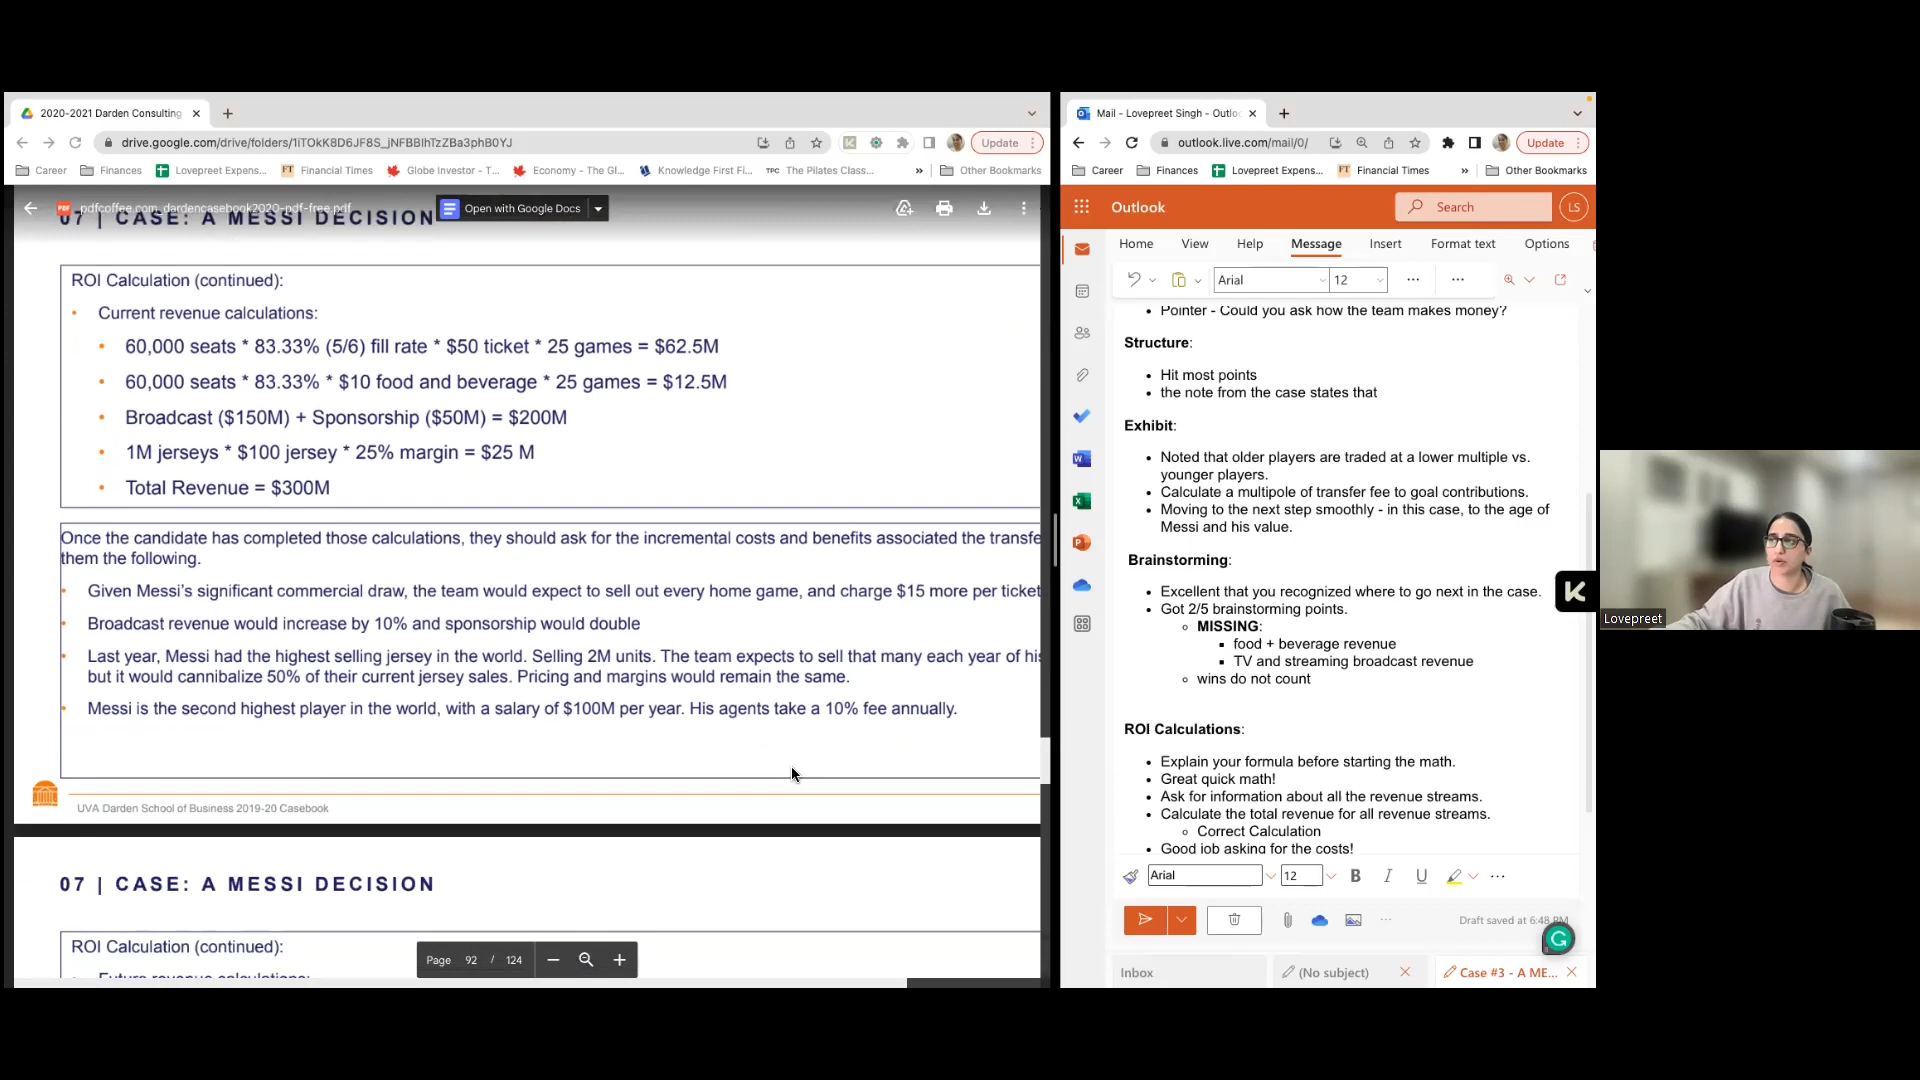 2020-2021 Darden Consulting
drive.google.com/drive/folders/1iTOkK8D6JF8S_jNFBBIhTzZBa3phB0YJ
Update
Career
Finances
Lovepreet Expens...
FT Financial Times
Globe Investor - T...
Economy - The Gl...
Knowledge First Fi...
TPC The Pilates Class...
»
Other Bookmarks
PDF pdfcoffee.com_dardencasebook2020-pdf-free.pdf
Open with Google Docs
07 | CASE: A MESSI DECISION
ROI Calculation (continued):
• Current revenue calculations:
• 60,000 seats * 83.33% (5/6) fill rate * $50 ticket * 25 games = $62.5M
• 60,000 seats * 83.33% * $10 food and beverage * 25 games = $12.5M
• Broadcast ($150M) + Sponsorship ($50M) = $200M
• 1M jerseys * $100 jersey * 25% margin = $25 M
• Total Revenue = $300M
Once the candidate has completed those calculations, they should ask for the incremental costs and benefits associated the transfe
them the following.
• Given Messi's significant commercial draw, the team would expect to sell out every home game, and charge $15 more per ticket
• Broadcast revenue would increase by 10% and sponsorship would double
• Last year, Messi had the highest selling jersey in the world. Selling 2M units. The team expects to sell that many each year of his
but it would cannibalize 50% of their current jersey sales. Pricing and margins would remain the same.
• Messi is the second highest player in the world, with a salary of $100M per year. His agents take a 10% fee annually.
UVA Darden School of Business 2019-20 Casebook
07 | CASE: A MESSI DECISION
ROI Calculation (continued):
Future revenue calculations:
Page 92 / 124
Mail - Lovepreet Singh - Outloo
outlook.live.com/mail/0/
Update
Career
Finances
Lovepreet Expens...
FT Financial Times
»
Other Bookmarks
Outlook
Search
LS
Home
View
Help
Message
Insert
Format text
Options
Arial
12
...
...
• Pointer - Could you ask how the team makes money?
Structure:
• Hit most points
• the note from the case states that
Exhibit:
• Noted that older players are traded at a lower multiple vs.
younger players.
• Calculate a multipole of transfer fee to goal contributions.
• Moving to the next step smoothly - in this case, to the age of
Messi and his value.
Brainstorming:
• Excellent that you recognized where to go next in the case.
• Got 2/5 brainstorming points.
◦ MISSING:
▪ food + beverage revenue
▪ TV and streaming broadcast revenue
◦ wins do not count
ROI Calculations:
• Explain your formula before starting the math.
• Great quick math!
• Ask for information about all the revenue streams.
• Calculate the total revenue for all revenue streams.
◦ Correct Calculation
• Good job asking for the costs!
Arial
12
B
I
U
...
Draft saved at 6:48 PM
Inbox
(No subject)
Case #3 - A ME...
K
Lovepreet